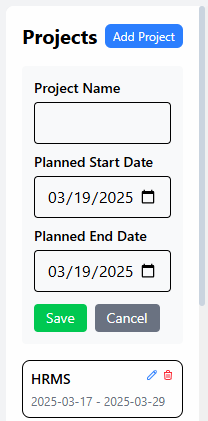 Projects Add Project
Project Name
Planned Start Date
03/19/2025
Planned End Date
03/19/2025
Save Cancel
HRMS
2025-03-17 - 2025-03-29